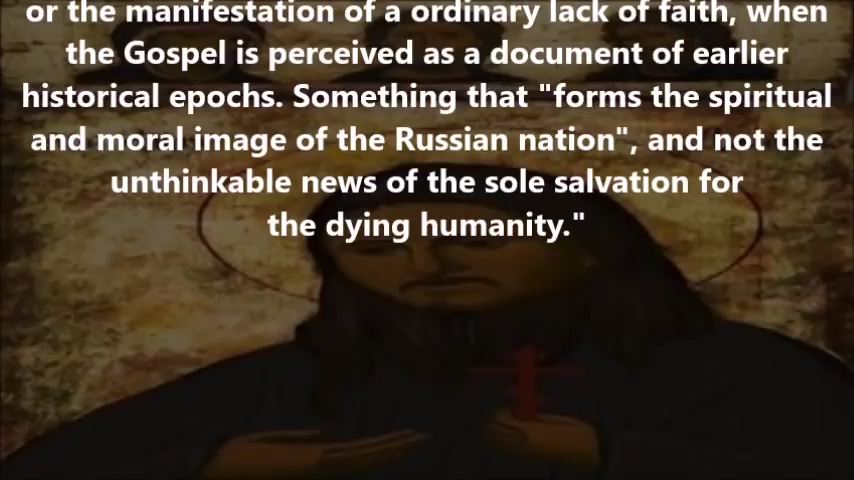 or the manifestation of a ordinary lack of faith, when
the Gospel is perceived as a document of earlier
historical epochs. Something that "forms the spiritual
and moral image of the Russian nation", and not the
unthinkable news of the sole salvation for
the dying humanity."